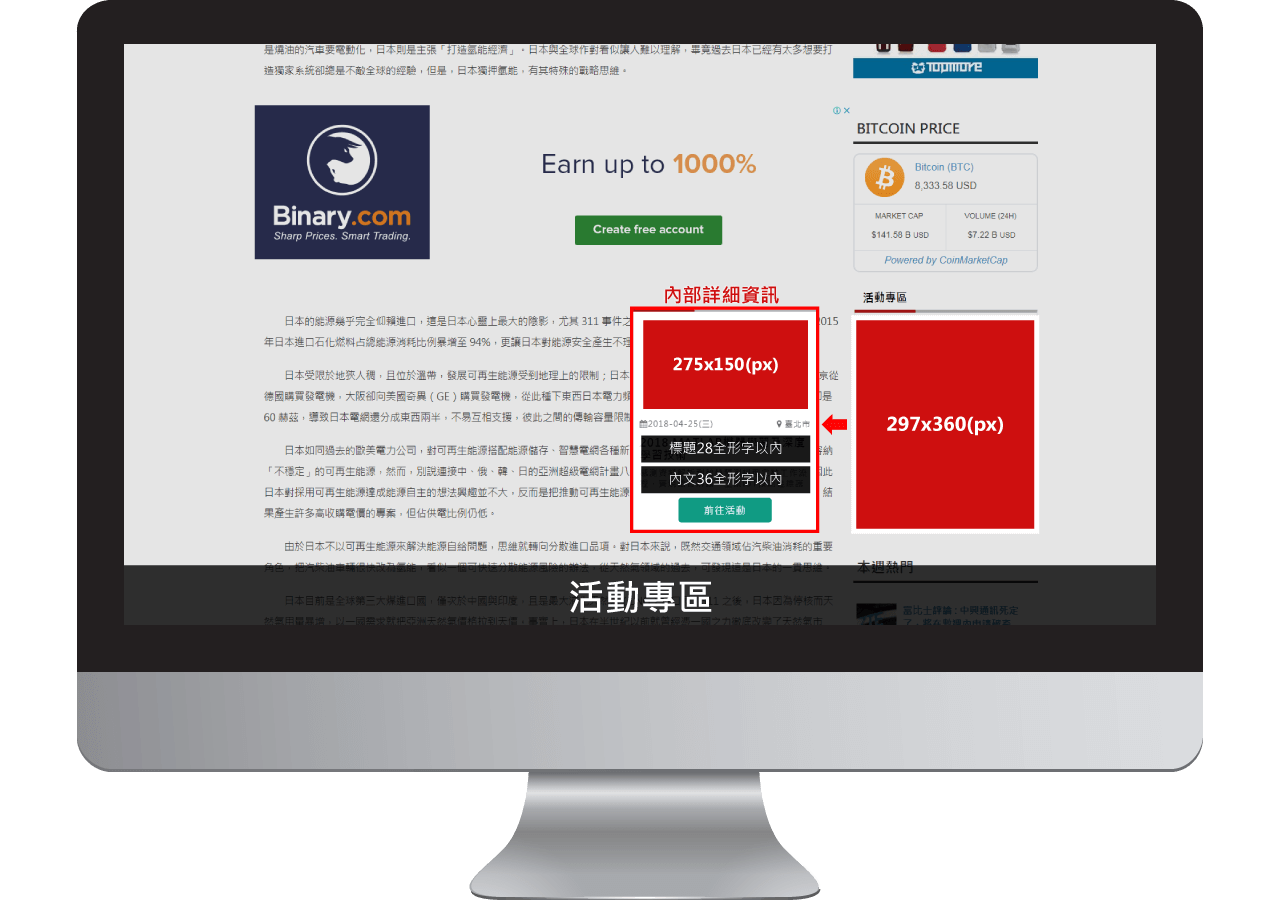 是燒油的汽車要電動化，日本則是主張「打造氫能經濟」。日本與全球作對看似讓人難以理解，畢竟過去日本已經有太多想要打
造獨家系統卻總是不敵全球的經驗，但是，日本獨押氫能，有其特殊的戰略思維。
TOPMORE
Binary.com
Sharp Prices. Smart Trading.
Earn up to 1000%
Create free account
BITCOIN PRICE
Bitcoin (BTC)
8,333.58 USD
MARKET CAP
$141.58 B USD
VOLUME (24H)
$7.22 B USD
Powered by CoinMarketCap
日本的能源幾乎完全仰賴進口，這是日本心靈上最大的陰影，尤其 311 事件之
2015
年日本進口石化燃料占總能源消耗比例暴增至 94%，更讓日本對能源安全產生不理
日本受限於地狹人稠，且位於溫帶，發展可再生能源受到地理上的限制；日本
京從
德國購買發電機，大阪卻向美國奇異（GE）購買發電機，從此種下東西日本電力頻
即是
60 赫茲，導致日本電網還分成東西兩半，不易互相支援，彼此之間的傳輸容量限制
日本如同過去的歐美電力公司，對可再生能源搭配能源儲存、智慧電網各種新
容納
「不穩定」的可再生能源，然而，別說連接中、俄、韓、日的亞洲超級電網計畫八
因此
日本對採用可再生能源達成能源自主的想法興趣並不大，反而是把推動可再生能源
結
果產生許多高收購電價的專案，但佔供電比例仍低。
由於日本不以可再生能源來解決能源自給問題，思維就轉向分散進口品項。對日本來說，既然交通領域佔汽柴油消耗的重要
內部詳細資訊
275x150(px)
2018-04-25(三)
臺北市
標題28全形字以內
內文36全形字以內
前往活動
活動專區
297x360(px)
本週熱門
活動專區